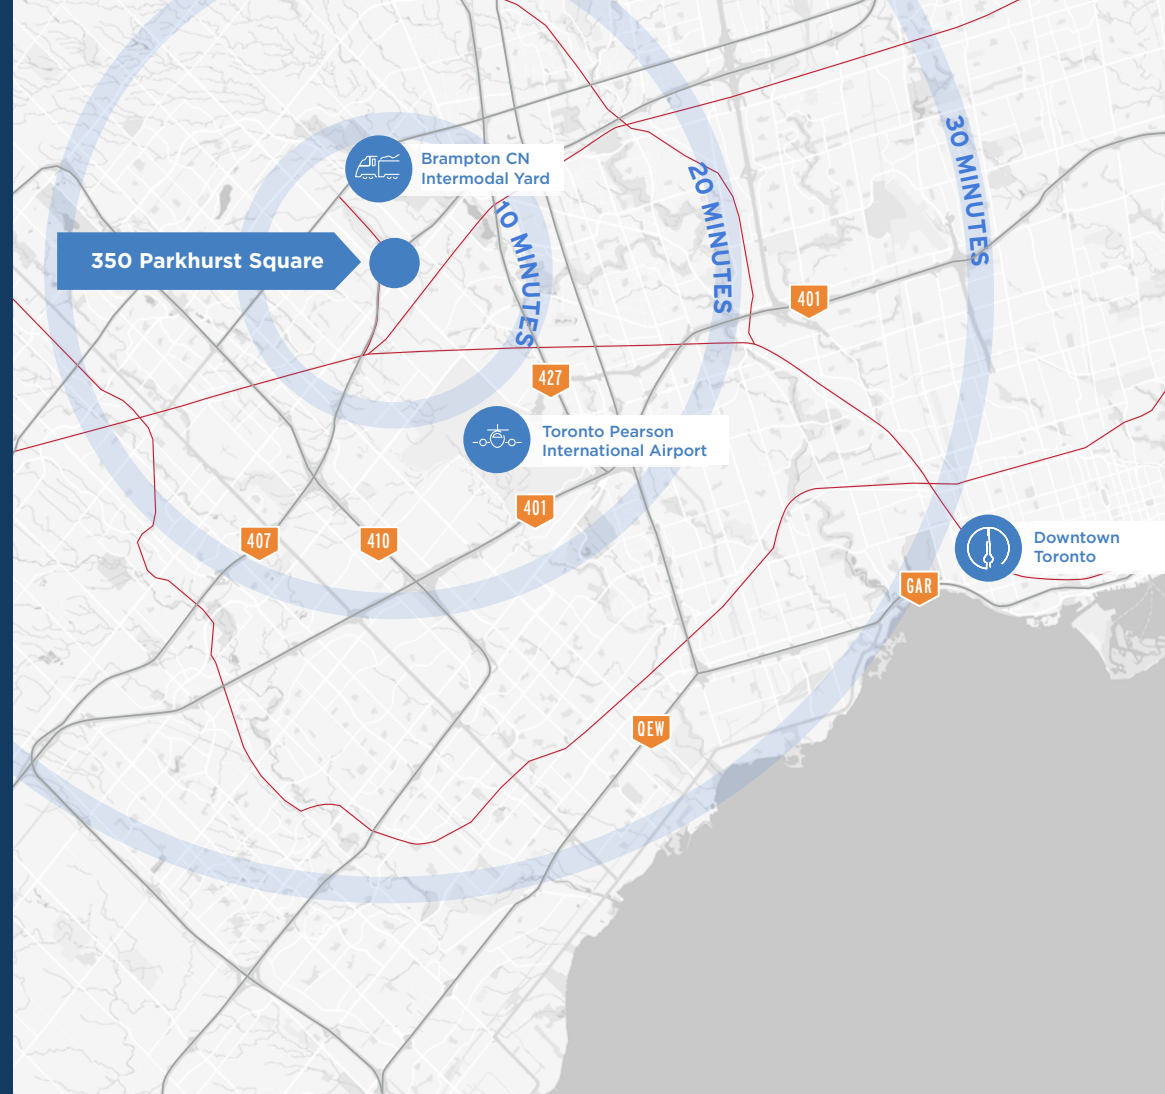 Brampton CN
Intermodal Yard
30 MINUTES
20 MINUTES
10 MINUTES
350 Parkhurst Square
401
427
Toronto Pearson
International Airport
401
407
410
Downtown
Toronto
GAR
QEW